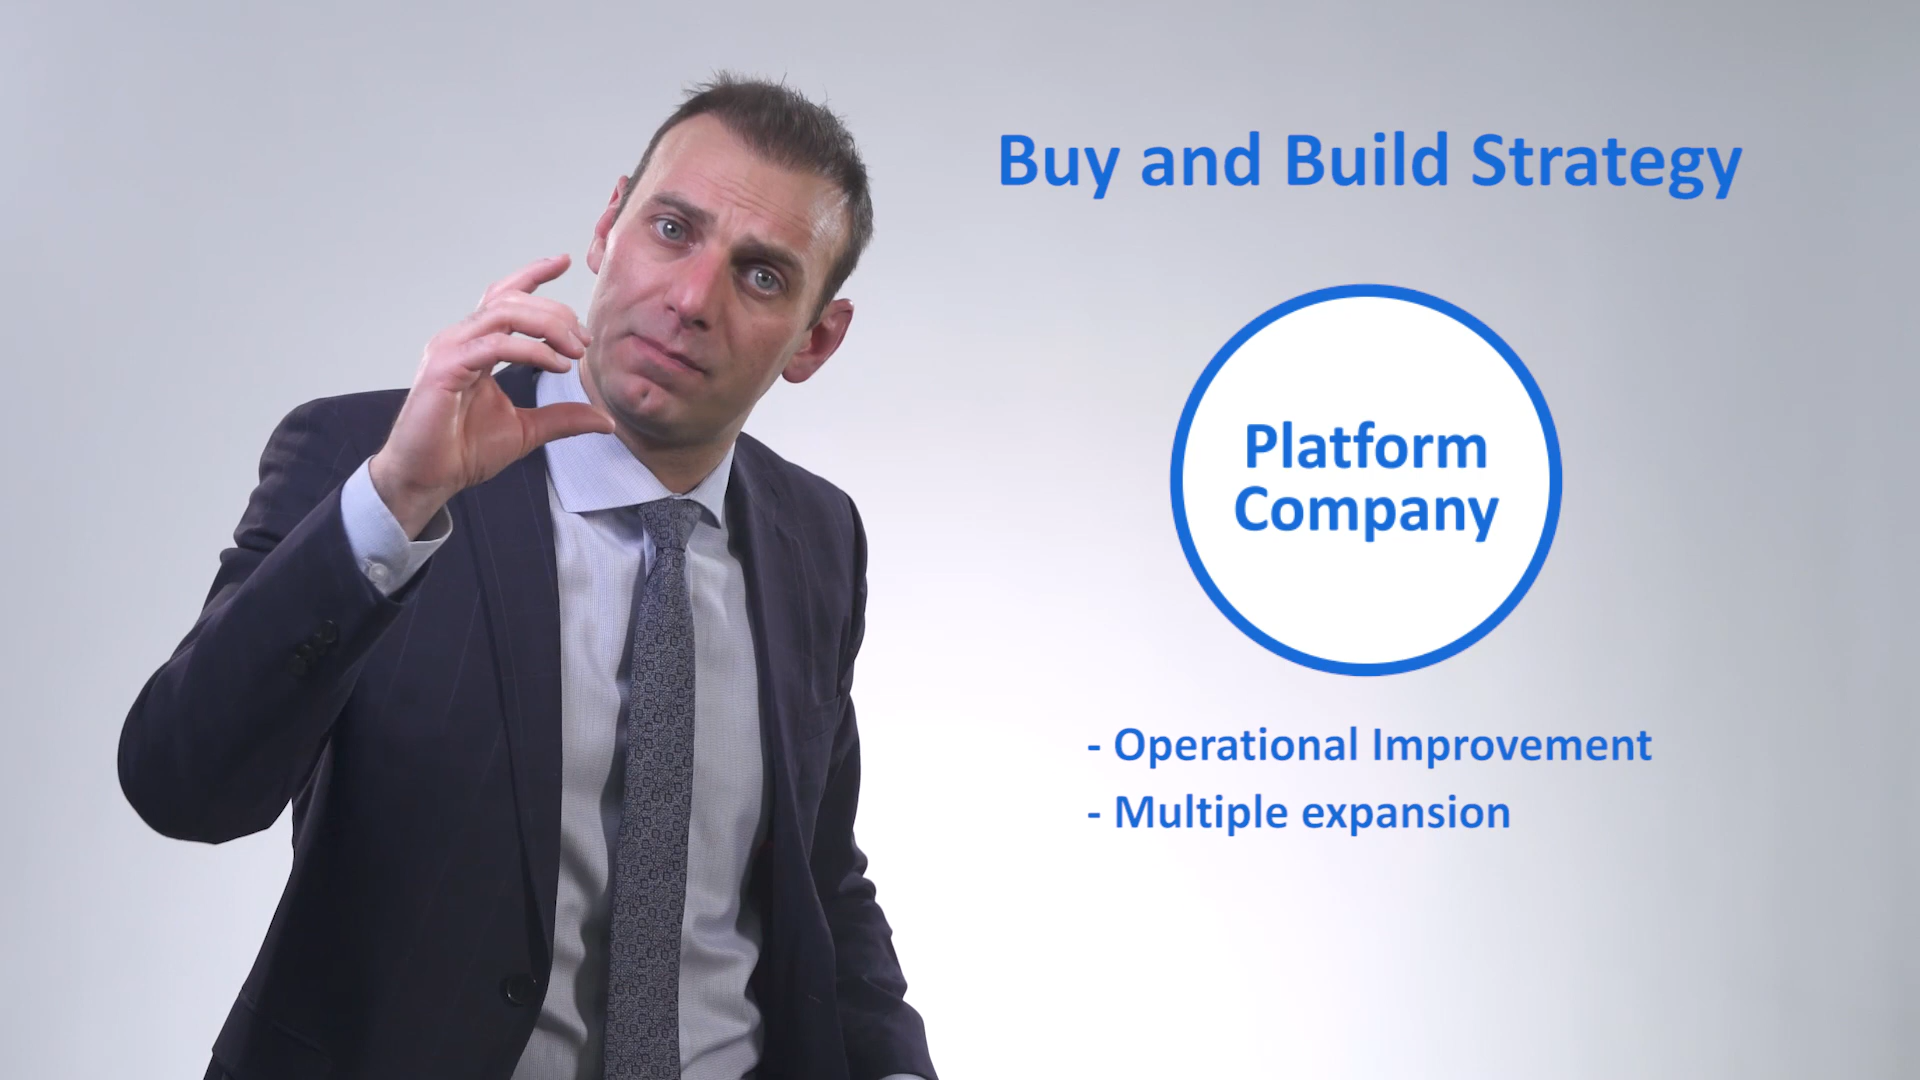 Buy and Build Strategy
Platform
Company
- Operational Improvement
- Multiple expansion